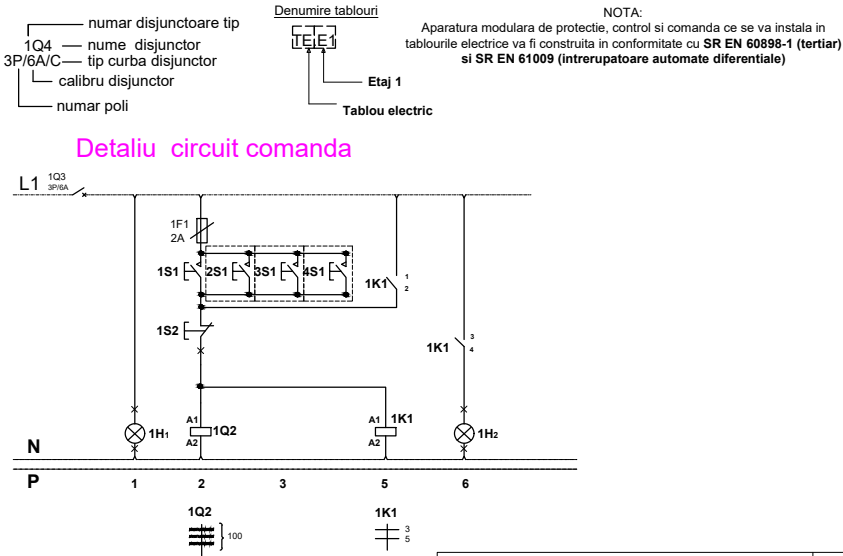 numar disjunctoare tip
1Q4
nume disjunctor
3P/6A/C
tip curba disjunctor
calibru disjunctor
numar poli
Denumire tablouri
TE E1
Etaj 1
Tablou electric
NOTA:
Aparatura modulara de protectie, control si comanda ce se va instala in
tablourile electrice va fi construita in conformitate cu SR EN 60898-1 (tertiar)
si SR EN 61009 (intrerupatoare automate diferentiale)
Detaliu circuit comanda
L1
1Q3
3P/6A
1F1
2A
1S1
2S1
3S1
4S1
1K1
1
2
1S2
1K1
3
4
1H1
A1
A2
1Q2
A1
A2
1K1
1H2
N
P
1 2 3 5 6
1Q2
100
1K1
3
5